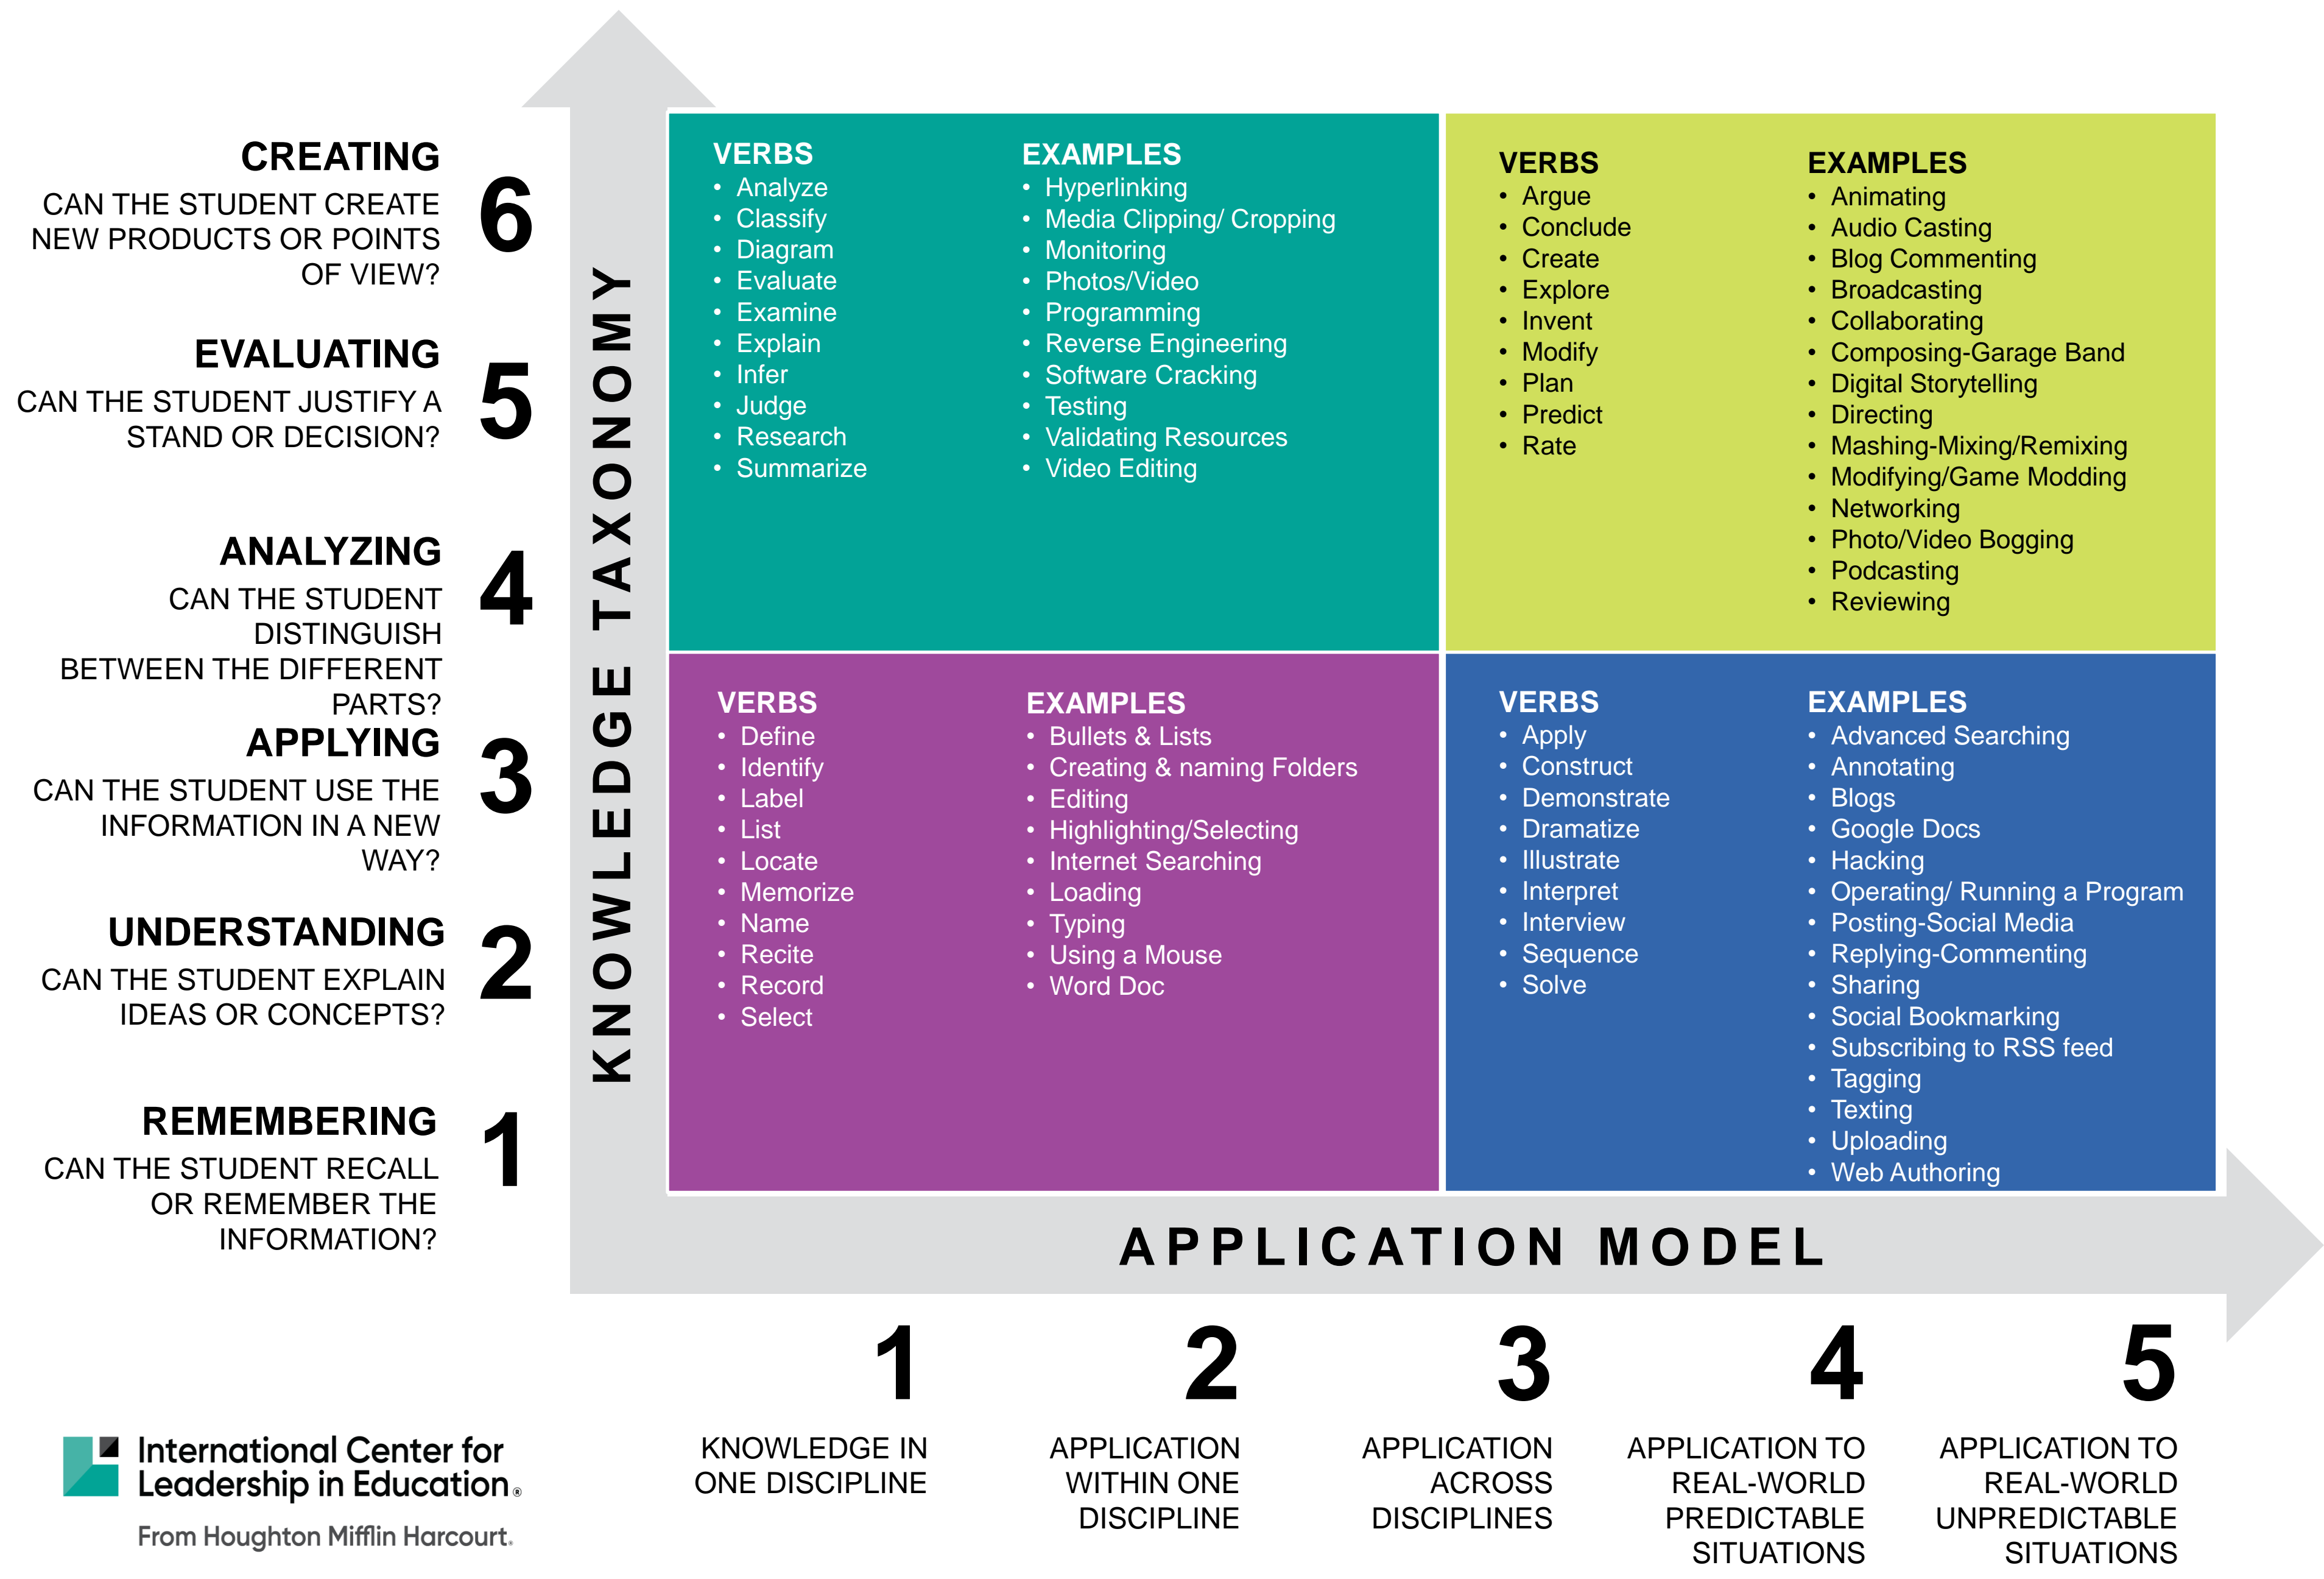 CREATING
CAN THE STUDENT CREATE
NEW PRODUCTS OR POINTS
OF VIEW?
6
EVALUATING
CAN THE STUDENT JUSTIFY A
STAND OR DECISION?
5
ANALYZING
CAN THE STUDENT
DISTINGUISH
BETWEEN THE DIFFERENT
PARTS?
4
APPLYING
CAN THE STUDENT USE THE
INFORMATION IN A NEW
WAY?
3
UNDERSTANDING
CAN THE STUDENT EXPLAIN
IDEAS OR CONCEPTS?
2
REMEMBERING
CAN THE STUDENT RECALL
OR REMEMBER THE
INFORMATION?
1
KNOWLEDGE TAXONOMY
VERBS
• Analyze
• Classify
• Diagram
• Evaluate
• Examine
• Explain
• Infer
• Judge
• Research
• Summarize
EXAMPLES
• Hyperlinking
• Media Clipping/ Cropping
• Monitoring
• Photos/Video
• Programming
• Reverse Engineering
• Software Cracking
• Testing
• Validating Resources
• Video Editing
VERBS
• Argue
• Conclude
• Create
• Explore
• Invent
• Modify
• Plan
• Predict
• Rate
EXAMPLES
• Animating
• Audio Casting
• Blog Commenting
• Broadcasting
• Collaborating
• Composing-Garage Band
• Digital Storytelling
• Directing
• Mashing-Mixing/Remixing
• Modifying/Game Modding
• Networking
• Photo/Video Bogging
• Podcasting
• Reviewing
VERBS
• Define
• Identify
• Label
• List
• Locate
• Memorize
• Name
• Recite
• Record
• Select
EXAMPLES
• Bullets & Lists
• Creating & naming Folders
• Editing
• Highlighting/Selecting
• Internet Searching
• Loading
• Typing
• Using a Mouse
• Word Doc
VERBS
• Apply
• Construct
• Demonstrate
• Dramatize
• Illustrate
• Interpret
• Interview
• Sequence
• Solve
EXAMPLES
• Advanced Searching
• Annotating
• Blogs
• Google Docs
• Hacking
• Operating/ Running a Program
• Posting-Social Media
• Replying-Commenting
• Sharing
• Social Bookmarking
• Subscribing to RSS feed
• Tagging
• Texting
• Uploading
• Web Authoring
APPLICATION MODEL
1
KNOWLEDGE IN
ONE DISCIPLINE
2
APPLICATION
WITHIN ONE
DISCIPLINE
3
APPLICATION
ACROSS
DISCIPLINES
4
APPLICATION TO
REAL-WORLD
PREDICTABLE
SITUATIONS
5
APPLICATION TO
REAL-WORLD
UNPREDICTABLE
SITUATIONS
International Center for
Leadership in Education®
From Houghton Mifflin Harcourt.